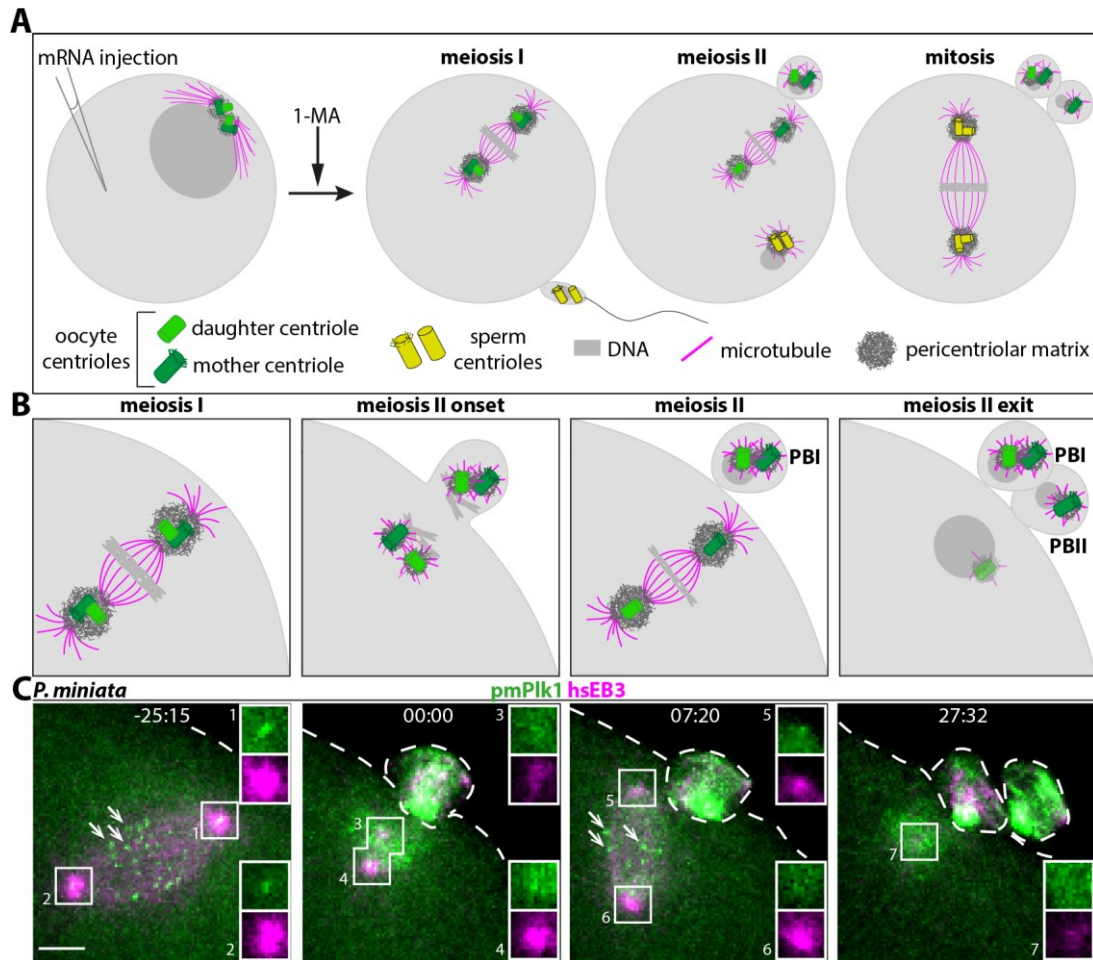 A
mRNA injection
1-MA
meiosis I
meiosis II
mitosis
oocyte
centrioles
daughter centriole
mother centriole
sperm
centrioles
DNA
microtubule
pericentriolar matrix
B
meiosis I
meiosis II onset
meiosis II
meiosis II exit
PBI
PBI
PBII
C
P. miniata
pmPlk1 hsEB3
-25:15
1
1
2
2
00:00
3
3
4
4
07:20
5
5
6
6
27:32
7
7